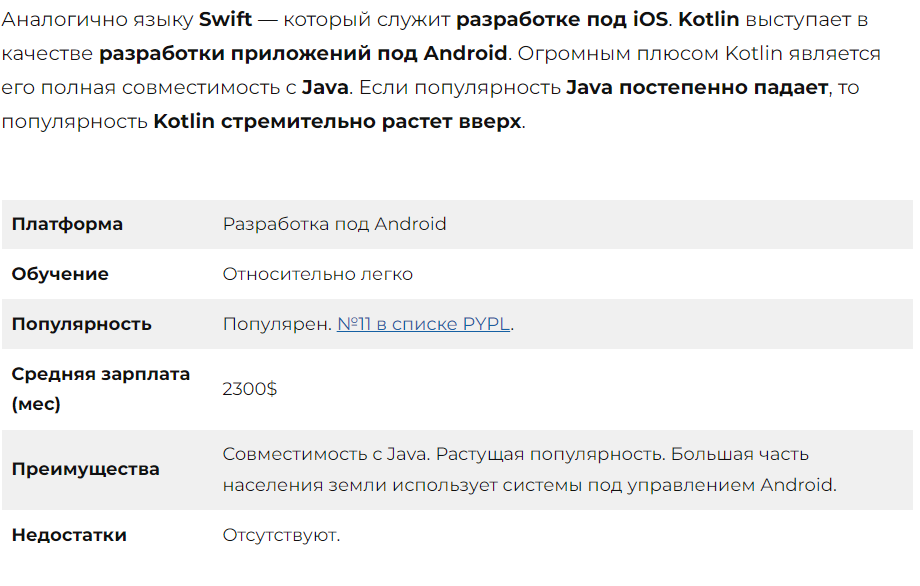 Аналогично языку Swift — который служит разработке под iOS. Kotlin выступает в
качестве разработки приложений под Android. Огромным плюсом Kotlin является
его полная совместимость с Java. Если популярность Java постепенно падает, то
популярность Kotlin стремительно растет вверх.
Платформа Разработка под Android
Обучение Относительно легко
Популярность Популярен. №11 в списке PYPL.
Средняя зарплата
(мес) 2300$
Преимущества Совместимость с Java. Растущая популярность. Большая часть
населения земли использует системы под управлением Android.
Недостатки Отсутствуют.